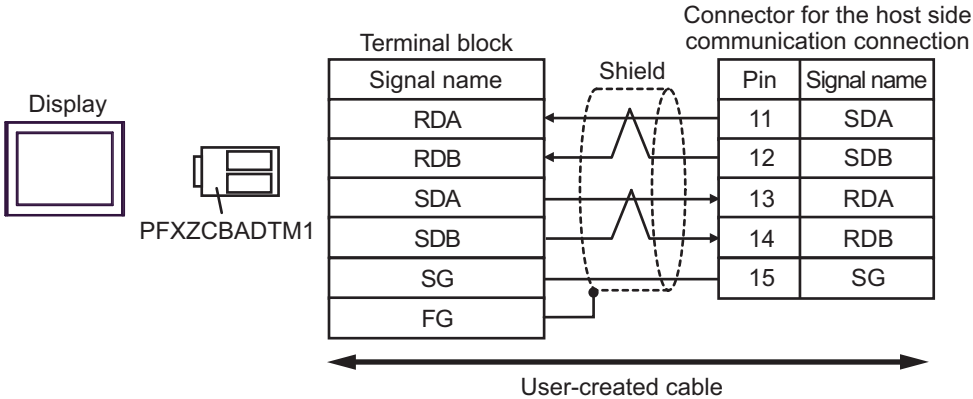 Connector for the host side
communication connection
Terminal block
Shield
Display
PFXZCBADTM1
Signal name
Pin Signal name
RDA 11 SDA
RDB 12 SDB
SDA 13 RDA
SDB 14 RDB
SG 15 SG
FG
User-created cable